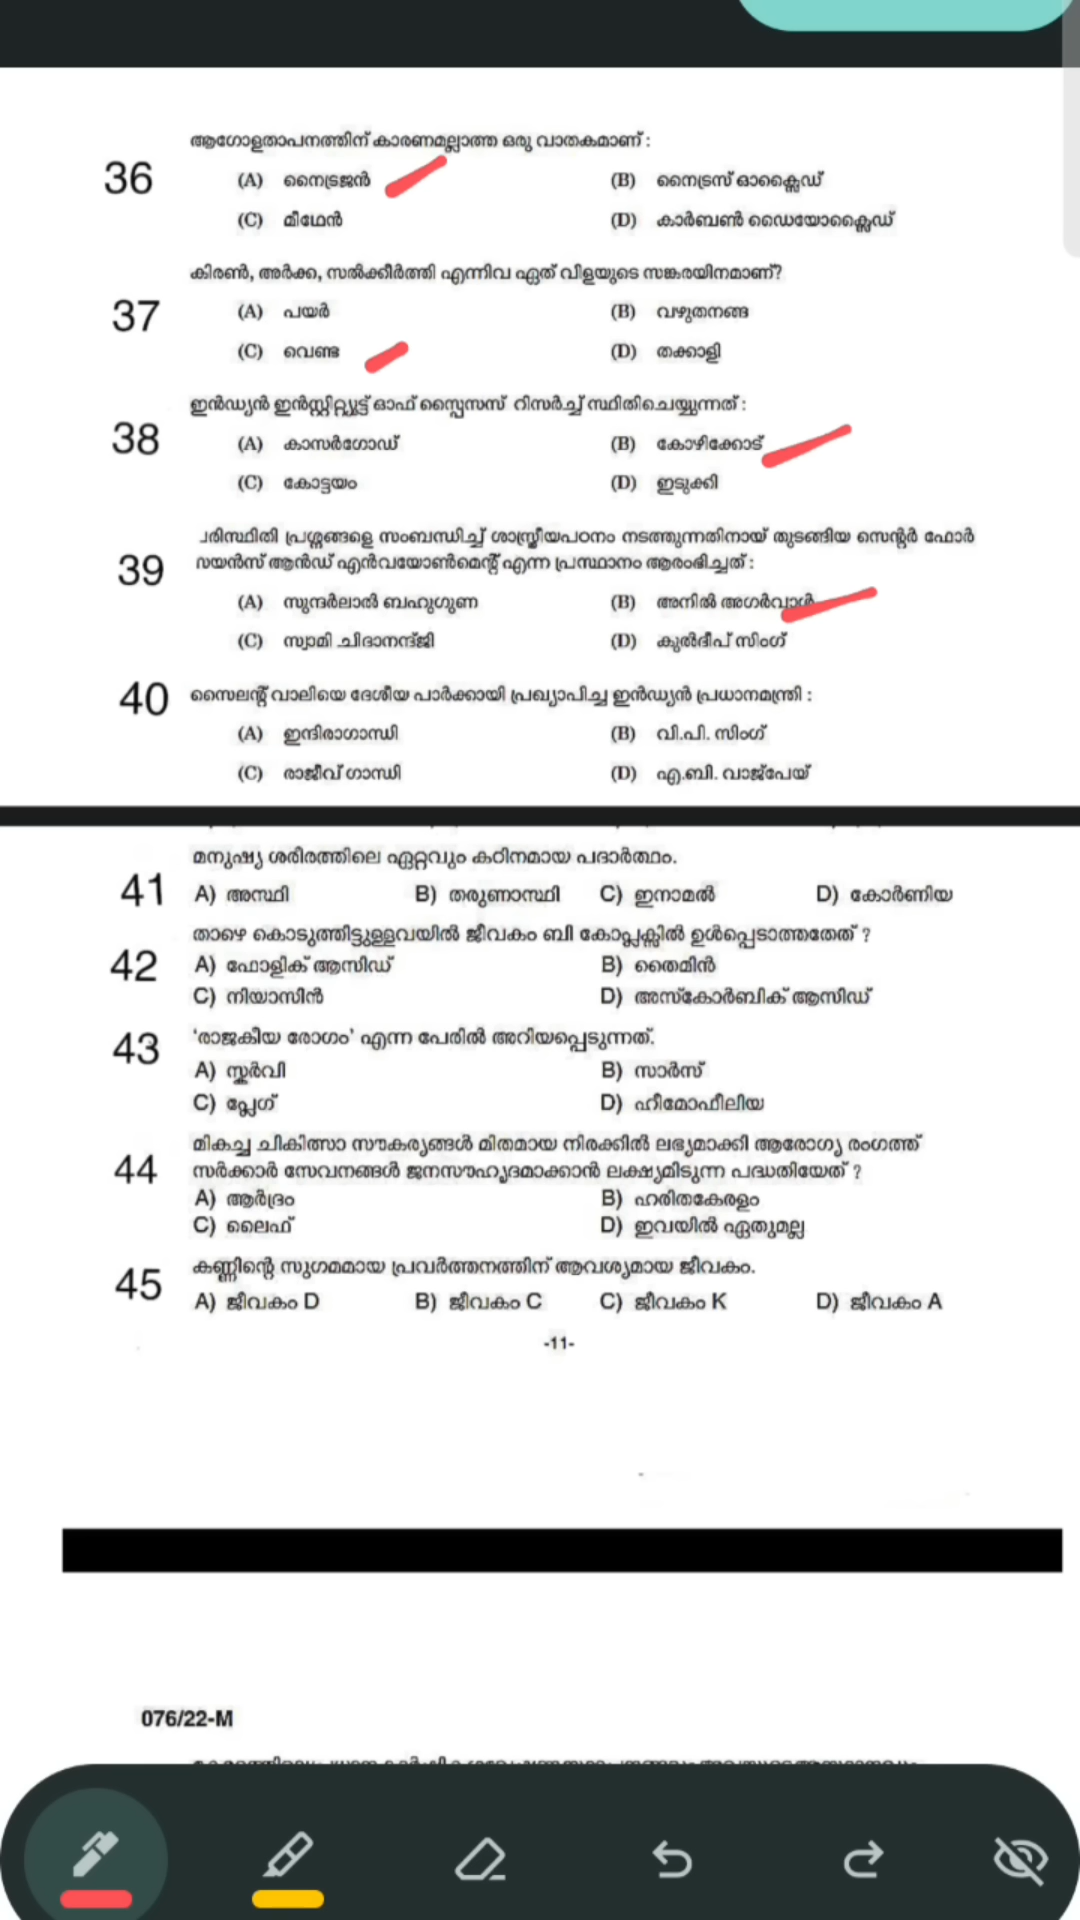 ആഗോളതാപനത്തിന് കാരണമല്ലാത്ത ഒരു വാതകമാണ് :
36
(A) നൈട്രജൻ (B) നൈട്രസ് ഓക്സൈഡ്
(C) മീഥേൻ (D) കാർബൺ ഡൈയോക്സൈഡ്
കിരൺ, അർക്ക, സൽക്കീർത്തി എന്നിവ ഏത് വിളയുടെ സങ്കരയിനമാണ്?
37
(A) പയർ (B) വഴുതനങ്ങ
(C) വെണ്ട (D) തക്കാളി
ഇൻഡ്യൻ ഇൻസ്റ്റിറ്റ്യൂട്ട് ഓഫ് സ്പൈസസ് റിസർച്ച് സ്ഥിതിചെയ്യുന്നത് :
38
(A) കാസർഗോഡ് (B) കോഴിക്കോട്
(C) കോട്ടയം (D) ഇടുക്കി
പരിസ്ഥിതി പ്രശ്നങ്ങളെ സംബന്ധിച്ച് ശാസ്ത്രീയപഠനം നടത്തുന്നതിനായ് തുടങ്ങിയ സെന്റർ ഫോർ
39 സയൻസ് ആൻഡ് എൻവയോൺമെന്റ് എന്ന പ്രസ്ഥാനം ആരംഭിച്ചത് :
(A) സുന്ദർലാൽ ബഹുഗുണ (B) അനിൽ അഗർവാൾ
(C) സ്വാമി ചിദാനന്ദ്ജി (D) കുൽദീപ് സിംഗ്
40 സൈലന്റ് വാലിയെ ദേശീയ പാർക്കായി പ്രഖ്യാപിച്ച ഇൻഡ്യൻ പ്രധാനമന്ത്രി :
(A) ഇന്ദിരാഗാന്ധി (B) വി.പി. സിംഗ്
(C) രാജീവ് ഗാന്ധി (D) എ.ബി. വാജ്പേയ്
മനുഷ്യ ശരീരത്തിലെ ഏറ്റവും കഠിനമായ പദാർത്ഥം.
41 A) അസ്ഥി B) തരുണാസ്ഥി C) ഇനാമൽ D) കോർണിയ
താഴെ കൊടുത്തിട്ടുള്ളവയിൽ ജീവകം ബി കോപ്ലക്സിൽ ഉൾപ്പെടാത്തതേത് ?
42 A) ഫോളിക് ആസിഡ് B) തൈമിൻ
C) നിയാസിൻ D) അസ്കോർബിക് ആസിഡ്
43 'രാജകീയ രോഗം' എന്ന പേരിൽ അറിയപ്പെടുന്നത്.
A) സ്കർവി B) സാർസ്
C) പ്ലേഗ് D) ഹീമോഫീലിയ
മികച്ച ചികിത്സാ സൗകര്യങ്ങൾ മിതമായ നിരക്കിൽ ലഭ്യമാക്കി ആരോഗ്യ രംഗത്ത്
44 സർക്കാർ സേവനങ്ങൾ ജനസൗഹൃദമാക്കാൻ ലക്ഷ്യമിടുന്ന പദ്ധതിയേത് ?
A) ആർദ്രം B) ഹരിതകേരളം
C) ലൈഫ് D) ഇവയിൽ ഏതുമല്ല
കണ്ണിന്റെ സുഗമമായ പ്രവർത്തനത്തിന് ആവശ്യമായ ജീവകം.
45 A) ജീവകം D B) ജീവകം C C) ജീവകം K D) ജീവകം A
-11-
076/22-M